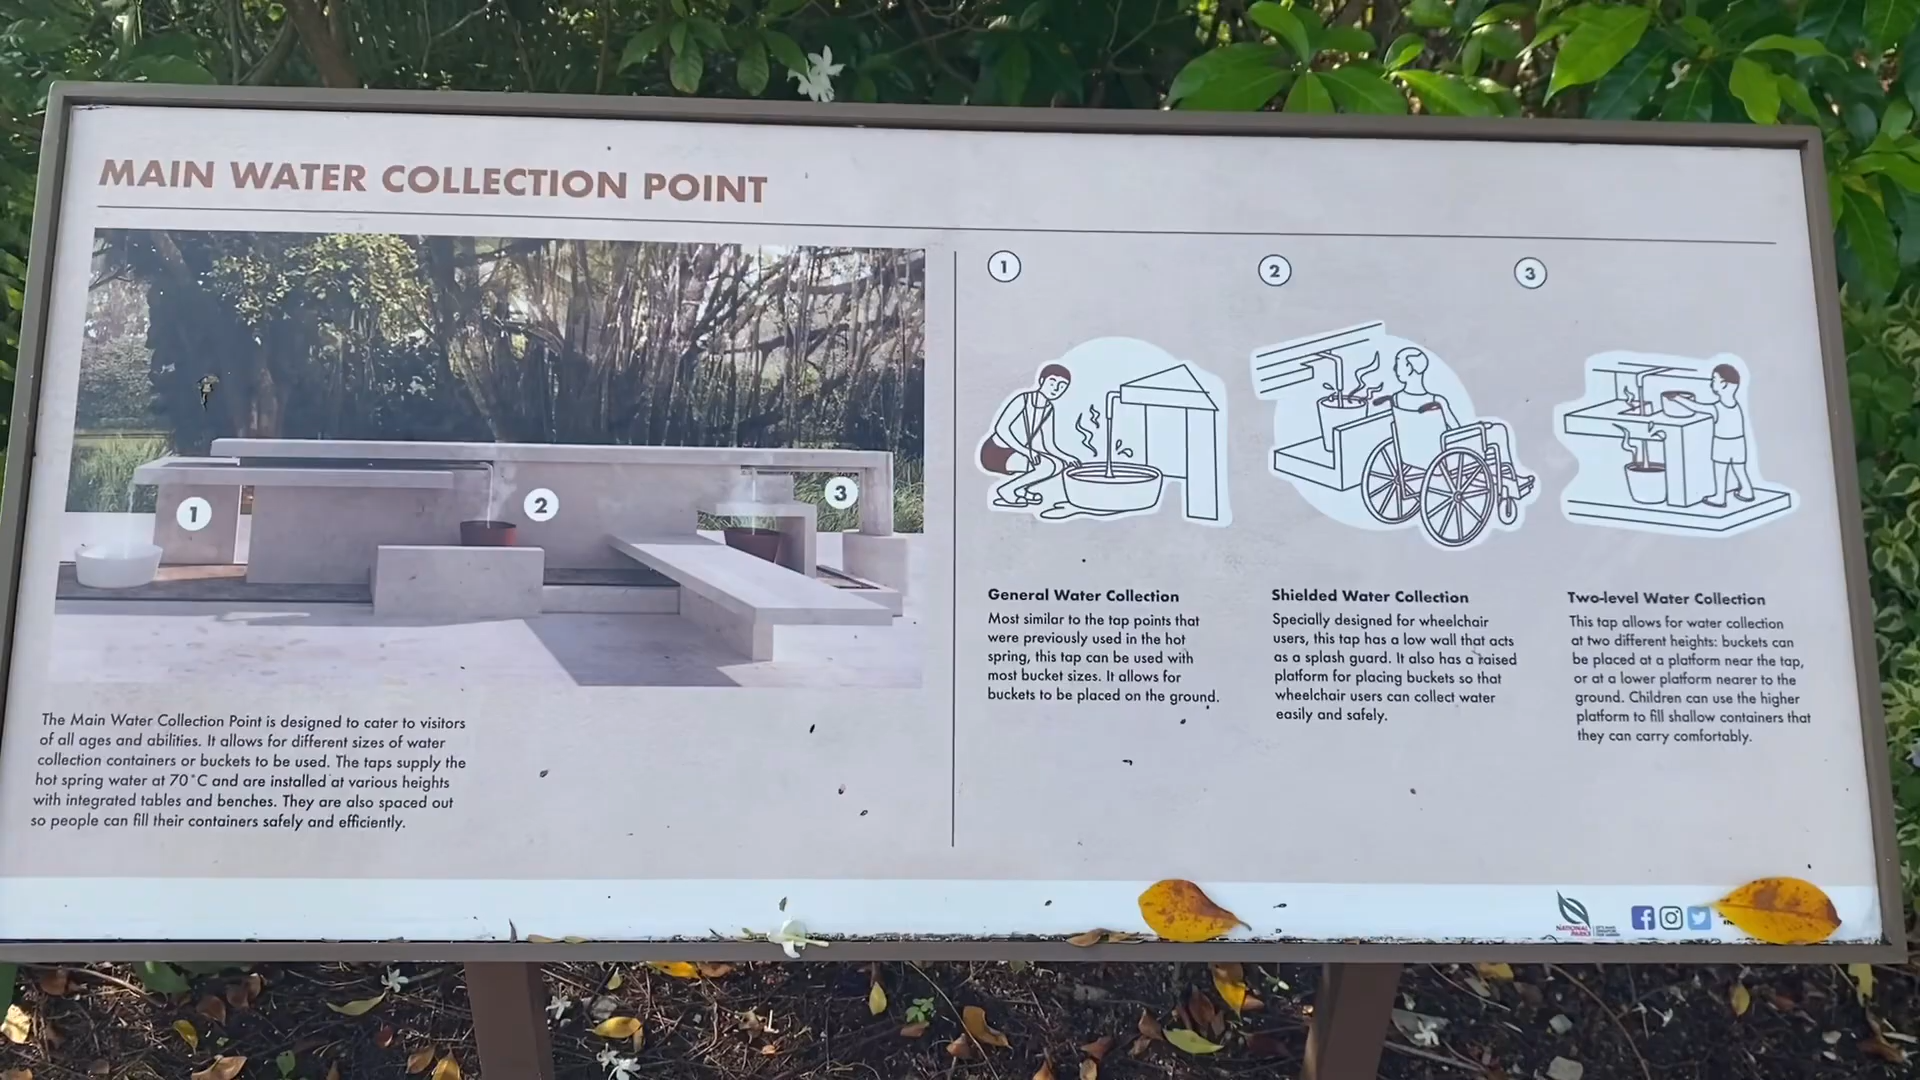 MAIN WATER COLLECTION POINT
1
2
3
The Main Water Collection Point is designed to cater to visitors
of all ages and abilities. It allows for different sizes of water
collection containers or buckets to be used. The taps supply the
hot spring water at 70°C and are installed at various heights
with integrated tables and benches. They are also spaced out
so people can fill their containers safely and efficiently.
1
General Water Collection
Most similar to the tap points that
were previously used in the hot
spring, this tap can be used with
most bucket sizes. It allows for
buckets to be placed on the ground.
2
Shielded Water Collection
Specially designed for wheelchair
users, this tap has a low wall that acts
as a splash guard. It also has a raised
platform for placing buckets so that
wheelchair users can collect water
easily and safely.
3
Two-level Water Collection
This tap allows for water collection
at two different heights: buckets can
be placed at a platform near the tap,
or at a lower platform nearer to the
ground. Children can use the higher
platform to fill shallow containers that
they can carry comfortably.
NATIONAL
PARKS